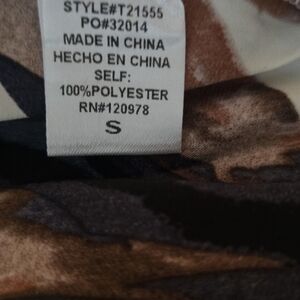 STYLE#T21555
PO#32014
MADE IN CHINA
HECHO EN CHINA
SELF:
100%POLYESTER
RN#120978
S